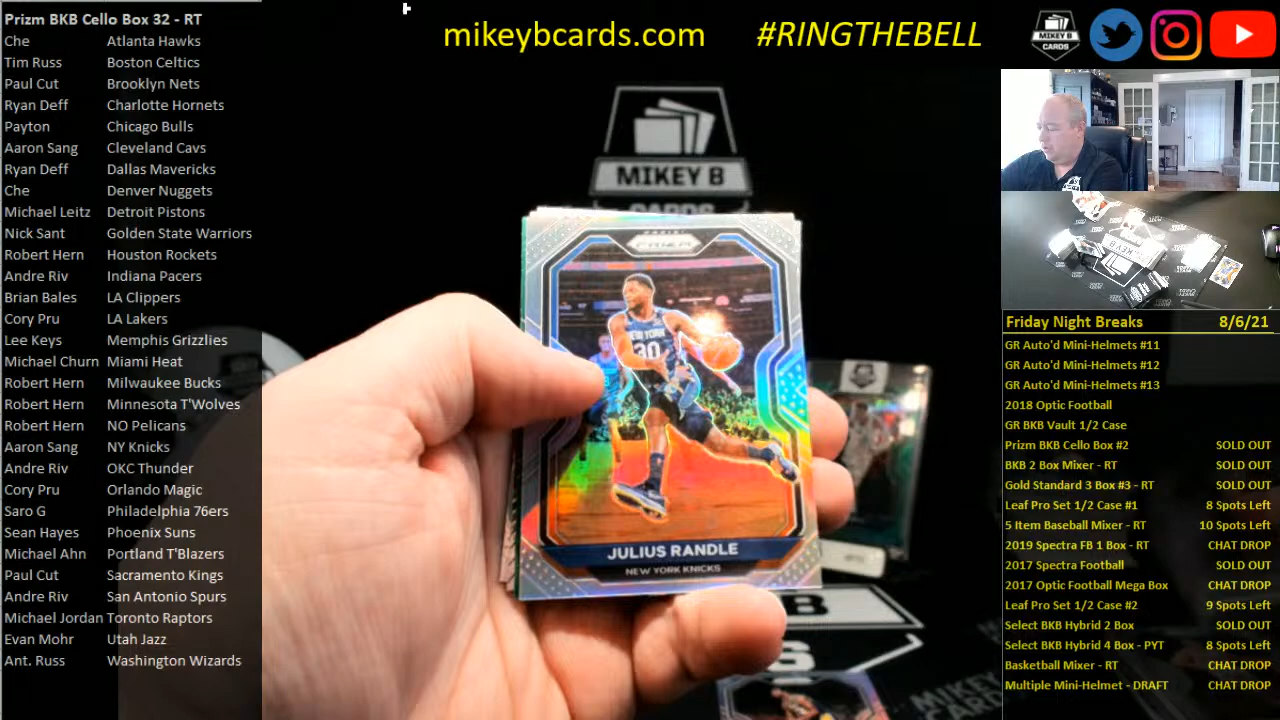 Prizm BKB Cello Box 32 - RT
Che Atlanta Hawks
Tim Russ Boston Celtics
Paul Cut Brooklyn Nets
Ryan Deff Charlotte Hornets
Payton Chicago Bulls
Aaron Sang Cleveland Cavs
Ryan Deff Dallas Mavericks
Che Denver Nuggets
Michael Leitz Detroit Pistons
Nick Sant Golden State Warriors
Robert Hern Houston Rockets
Andre Riv Indiana Pacers
Brian Bales LA Clippers
Cory Pru LA Lakers
Lee Keys Memphis Grizzlies
Michael Churn Miami Heat
Robert Hern Milwaukee Bucks
Robert Hern Minnesota T'Wolves
Robert Hern NO Pelicans
Aaron Sang NY Knicks
Andre Riv OKC Thunder
Cory Pru Orlando Magic
Saro G Philadelphia 76ers
Sean Hayes Phoenix Suns
Michael Ahn Portland T'Blazers
Paul Cut Sacramento Kings
Andre Riv San Antonio Spurs
Michael Jordan Toronto Raptors
Evan Mohr Utah Jazz
Ant. Russ Washington Wizards
mikeybcards.com #RINGTHEBELL
MIKEY B
CARDS
MIKEY B
CARDS
PANINI
PRIZM
NEW YORK
30
JULIUS RANDLE
NEW YORK KNICKS
MIKEY B
MIKEY B
Friday Night Breaks 8/6/21
GR Auto'd Mini-Helmets #11
GR Auto'd Mini-Helmets #12
GR Auto'd Mini-Helmets #13
2018 Optic Football
GR BKB Vault 1/2 Case
Prizm BKB Cello Box #2 SOLD OUT
BKB 2 Box Mixer - RT SOLD OUT
Gold Standard 3 Box #3 - RT SOLD OUT
Leaf Pro Set 1/2 Case #1 8 Spots Left
5 Item Baseball Mixer - RT 10 Spots Left
2019 Spectra FB 1 Box - RT CHAT DROP
2017 Spectra Football SOLD OUT
2017 Optic Football Mega Box CHAT DROP
Leaf Pro Set 1/2 Case #2 9 Spots Left
Select BKB Hybrid 2 Box SOLD OUT
Select BKB Hybrid 4 Box - PYT 8 Spots Left
Basketball Mixer - RT CHAT DROP
Multiple Mini-Helmet - DRAFT CHAT DROP